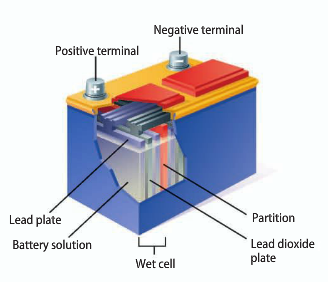 Negative terminal
Positive terminal
+
−
Lead plate
Partition
Battery solution
Lead dioxide
plate
Wet cell